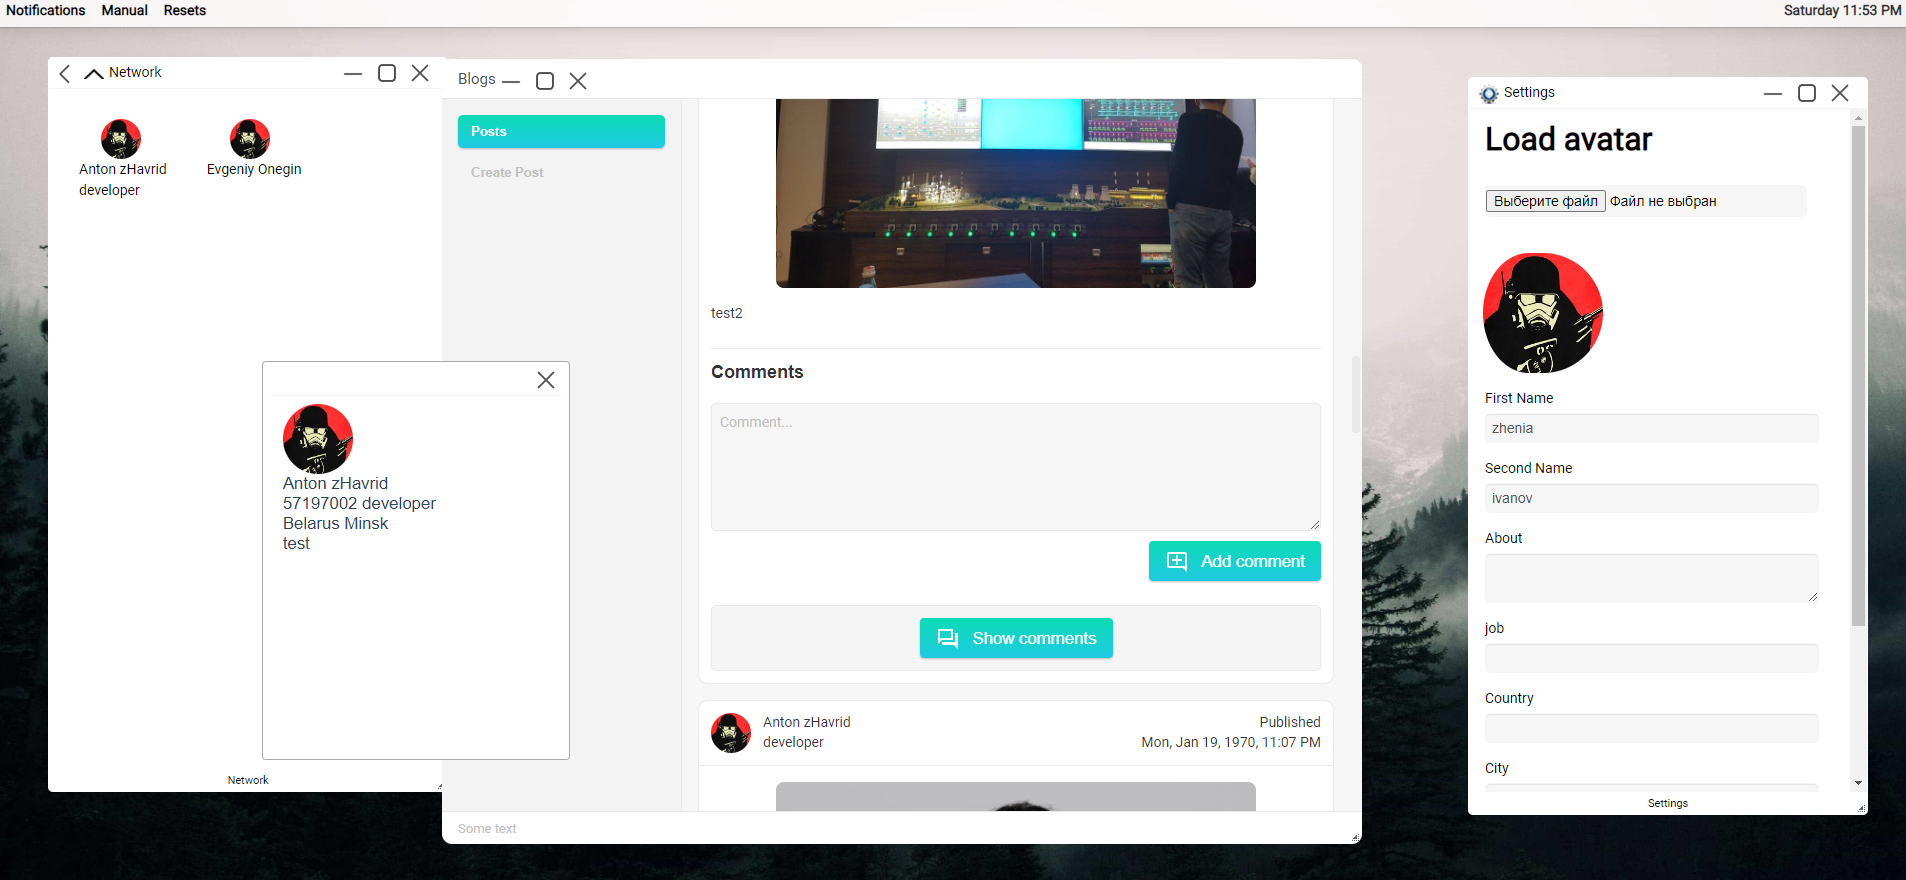 Notifications Manual Resets
Saturday 11:53 PM
Network
Anton zHavrid
developer
Evgeniy Onegin
Anton zHavrid
57197002 developer
Belarus Minsk
test
Network
Blogs
Posts
Create Post
test2
Comments
Comment...
Add comment
Show comments
Anton zHavrid
developer
Published
Mon, Jan 19, 1970, 11:07 PM
Some text
Settings
Load avatar
Выберите файл Файл не выбран
First Name
zhenia
Second Name
ivanov
About
job
Country
City
Settings